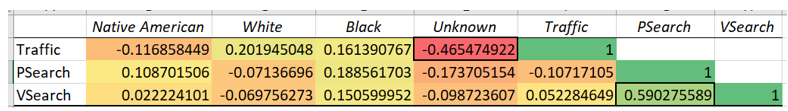 Native American White Black Unknown Traffic PSearch VSearch
Traffic -0.116858449 0.201945048 0.161390767 -0.465474922 1
PSearch 0.108701506 -0.07136696 0.188561703 -0.173705154 -0.10717105 1
VSearch 0.022224101 -0.069756273 0.150599952 -0.098723607 0.052284649 0.590275589 1